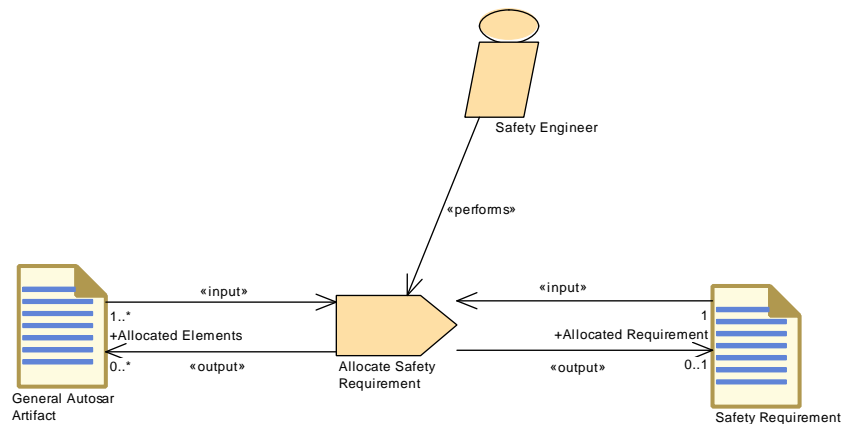 Safety Engineer
«performs»
«input»
«input»
1..*
1
+Allocated Elements
+Allocated Requirement
0..*
«output»
Allocate Safety
Requirement
«output»
0..1
General Autosar
Artifact
Safety Requirement